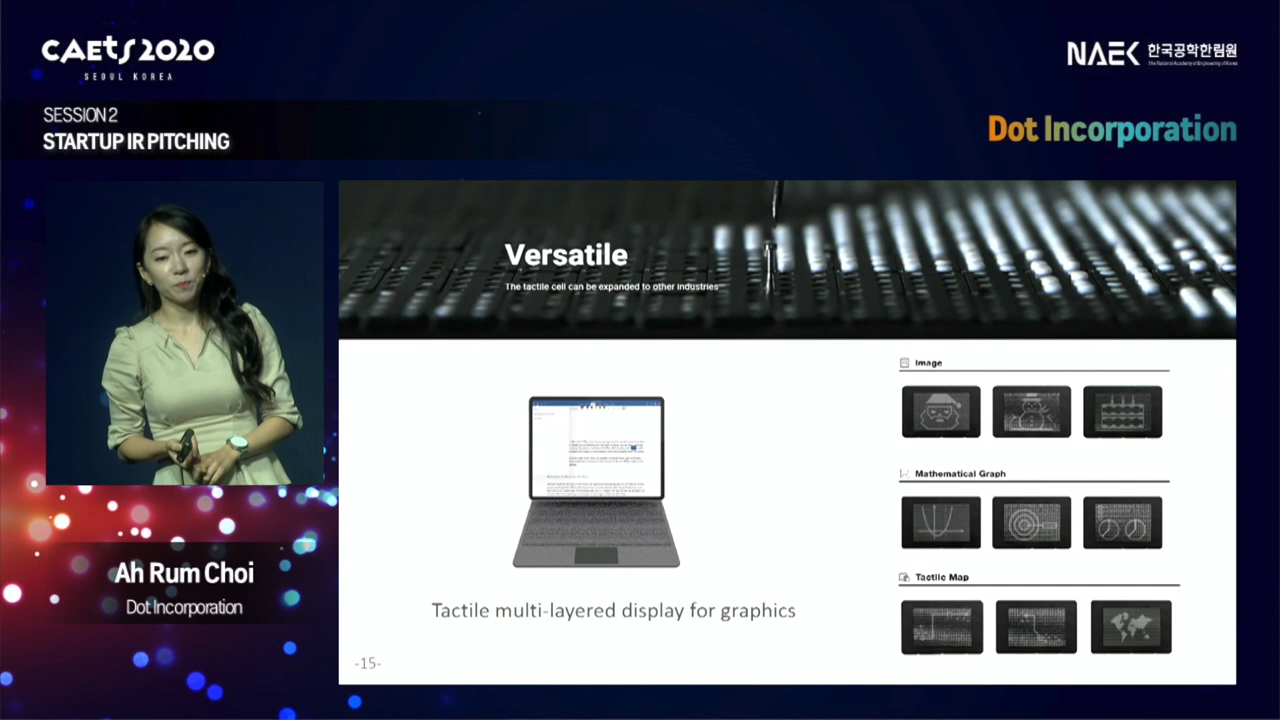 CAETS 2020
SEOUL KOREA
NAEK 한국공학한림원
The National Academy of Engineering of Korea
SESSION 2
STARTUP IR PITCHING
Dot Incorporation
Versatile
The tactile cell can be expanded to other industries
Image
Mathematical Graph
Tactile Map
Tactile multi-layered display for graphics
-15-
Ah Rum Choi
Dot Incorporation